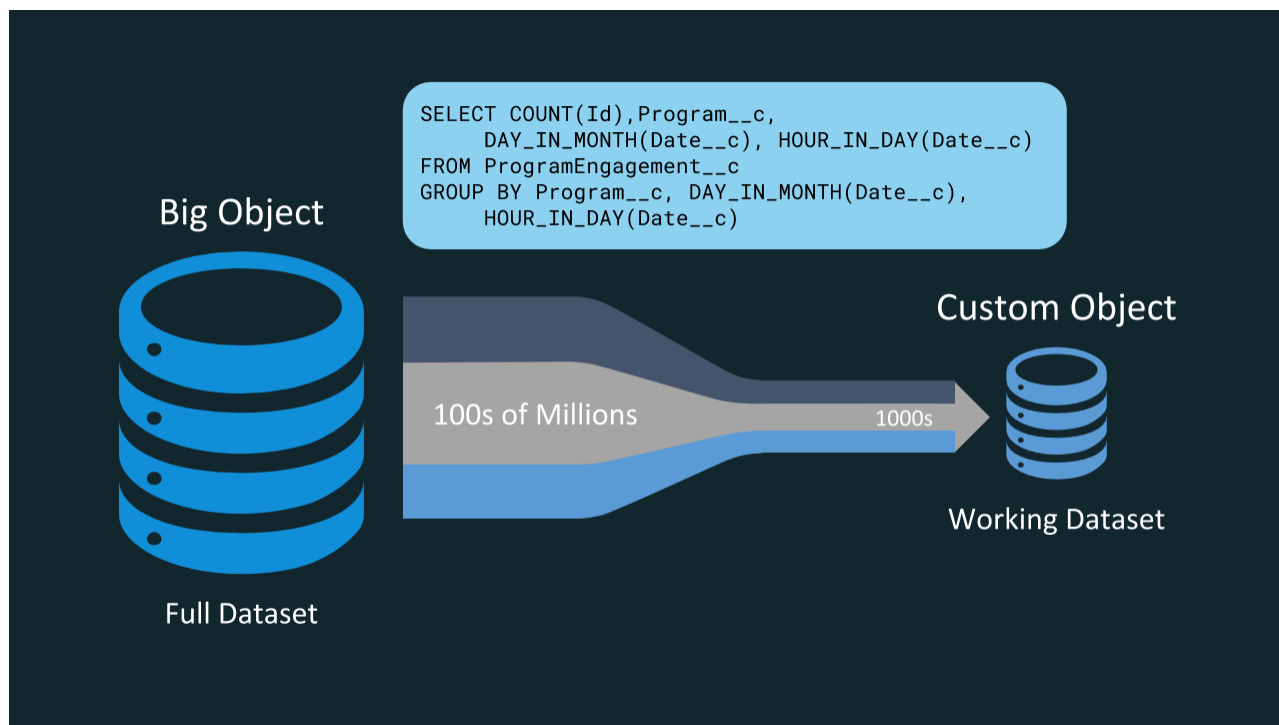 SELECT COUNT(Id),Program__c,
DAY_IN_MONTH(Date__c), HOUR_IN_DAY(Date__c)
FROM ProgramEngagement__c
GROUP BY Program__c, DAY_IN_MONTH(Date__c),
HOUR_IN_DAY(Date__c)
Big Object
Full Dataset
100s of Millions
1000s
Custom Object
Working Dataset